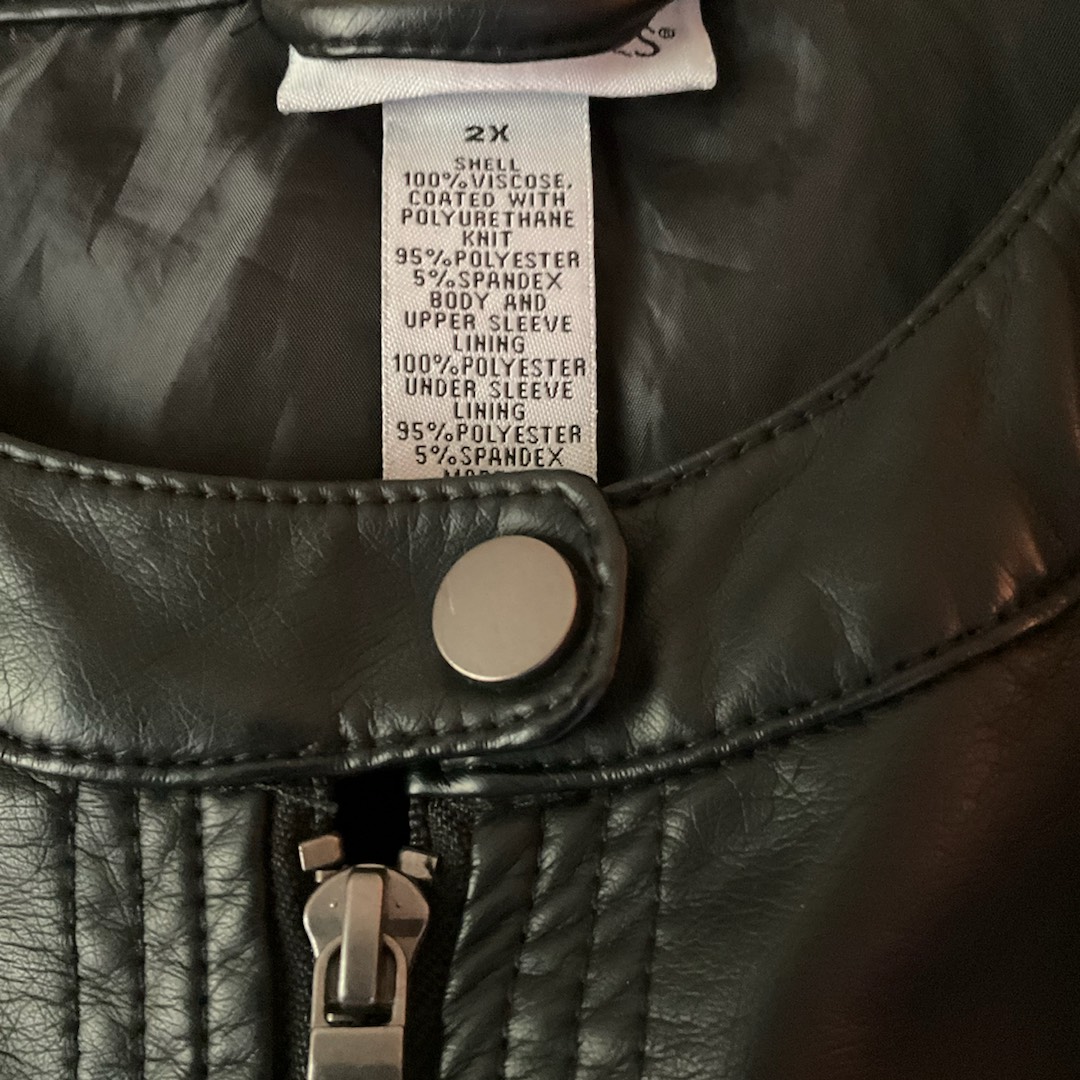 S®
2X
SHELL
100%VISCOSE,
COATED WITH
POLYURETHANE
KNIT
95%POLYESTER
5%SPANDEX
BODY AND
UPPER SLEEVE
LINING
100%POLYESTER
UNDER SLEEVE
LINING
95%POLYESTER
5%SPANDEX